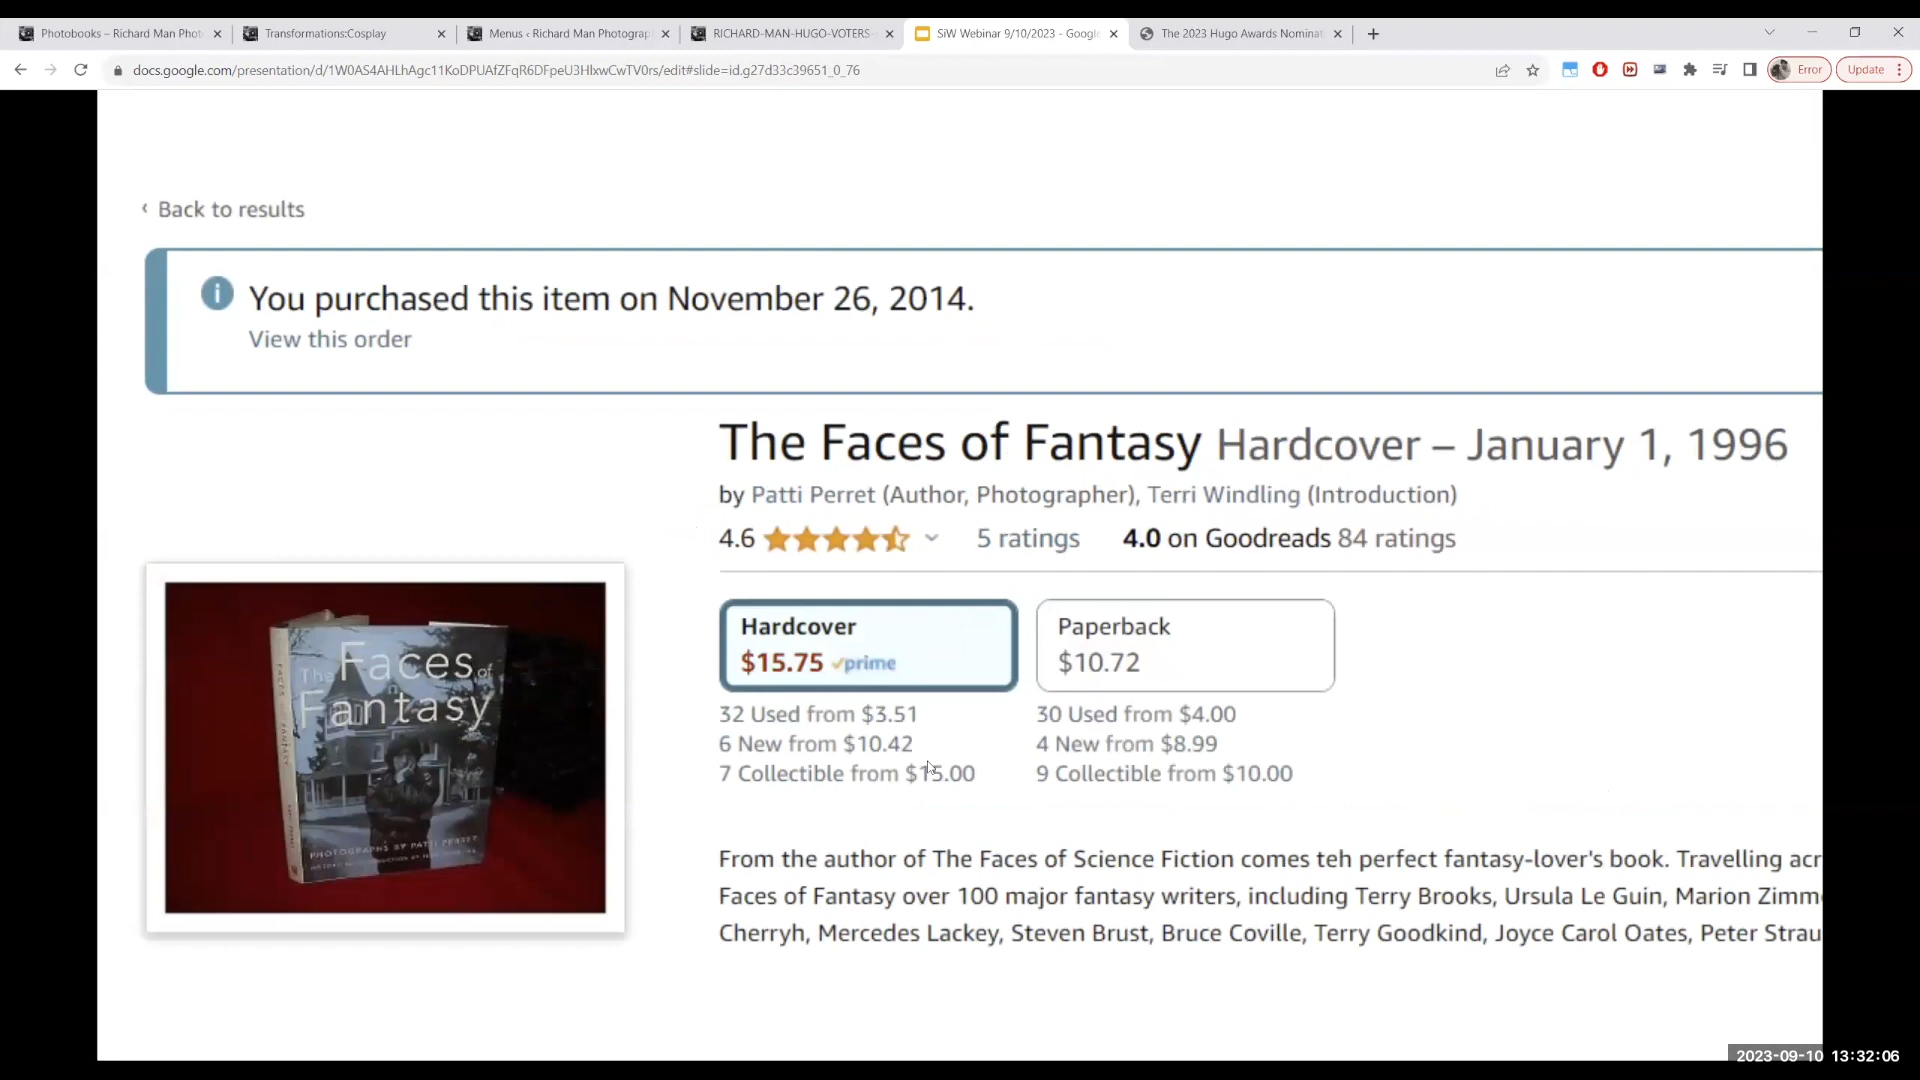 Photobooks – Richard Man Phot
Transformations:Cosplay
Menus ‹ Richard Man Photograp
RICHARD-MAN-HUGO-VOTERS-
SiW Webinar 9/10/2023 - Google
The 2023 Hugo Awards Nominat
docs.google.com/presentation/d/1W0AS4AHLhAgc11KoDPUAfZFqR6DFpeU3HlxwCwTV0rs/edit#slide=id.g27d33c39651_0_76
Error
Update
‹ Back to results
You purchased this item on November 26, 2014.
View this order
The Faces of Fantasy Hardcover – January 1, 1996
by Patti Perret (Author, Photographer), Terri Windling (Introduction)
4.6 5 ratings 4.0 on Goodreads 84 ratings
Hardcover
$15.75 prime
Paperback
$10.72
32 Used from $3.51
6 New from $10.42
7 Collectible from $15.00
30 Used from $4.00
4 New from $8.99
9 Collectible from $10.00
The Faces of
Fantasy
PHOTOGRAPHS BY PATTI PERRET
From the author of The Faces of Science Fiction comes teh perfect fantasy-lover's book. Travelling acr
Faces of Fantasy over 100 major fantasy writers, including Terry Brooks, Ursula Le Guin, Marion Zimm
Cherryh, Mercedes Lackey, Steven Brust, Bruce Coville, Terry Goodkind, Joyce Carol Oates, Peter Strau
2023-09-10 13:32:06